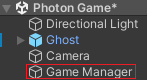 Photon Game*
Directional Light
Ghost
Camera
Game Manager